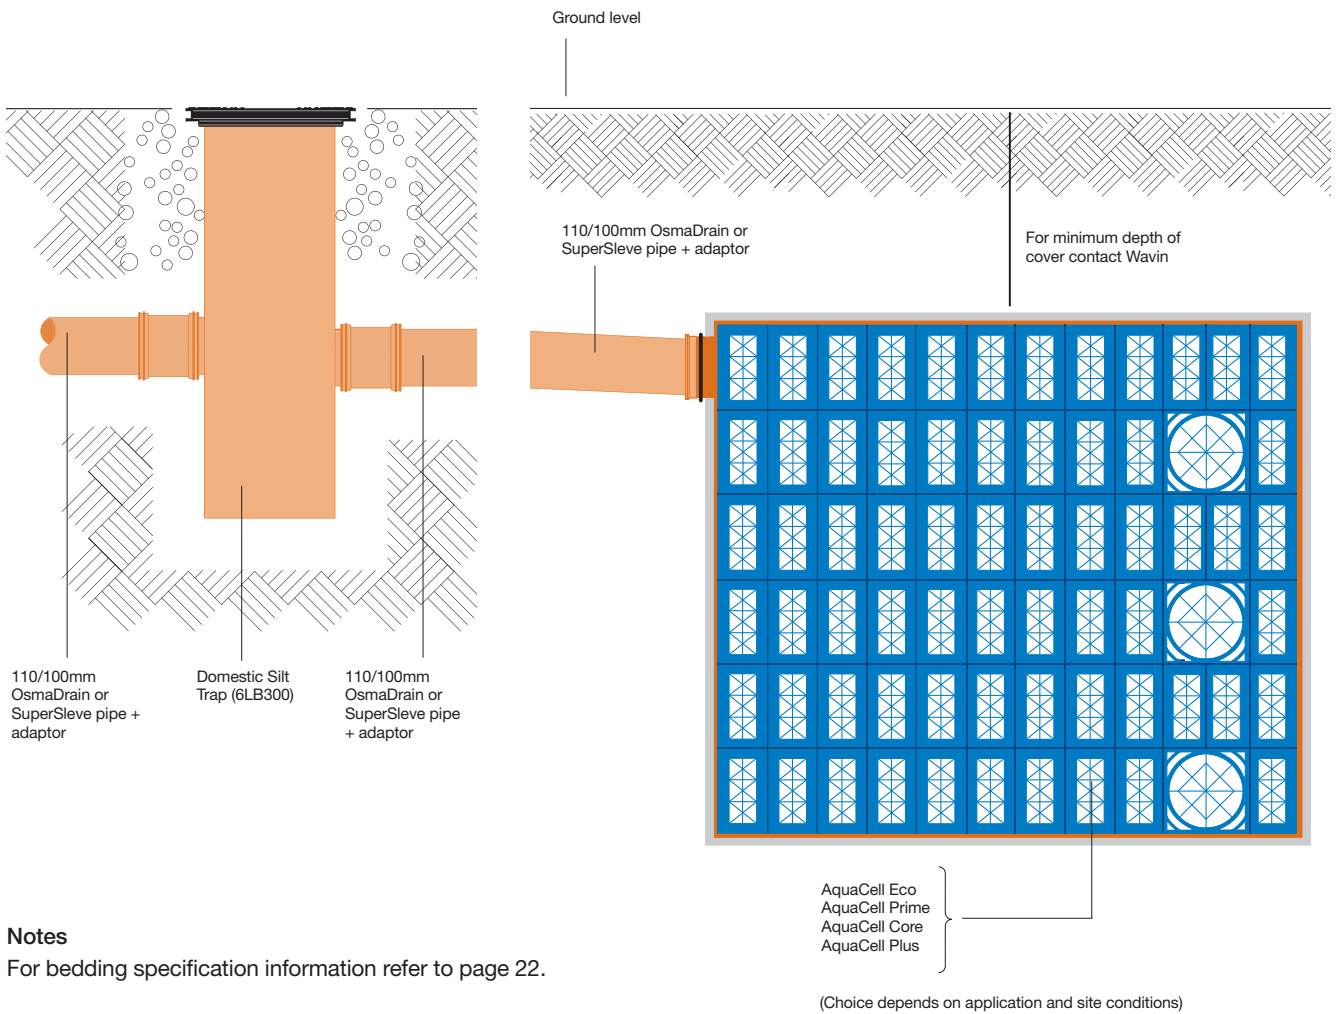 Ground level
110/100mm OsmaDrain or
SuperSleve pipe + adaptor
For minimum depth of
cover contact Wavin
110/100mm
OsmaDrain or
SuperSleve pipe +
adaptor
Domestic Silt
Trap (6LB300)
110/100mm
OsmaDrain or
SuperSleve pipe
+ adaptor
AquaCell Eco
AquaCell Prime
AquaCell Core
AquaCell Plus
(Choice depends on application and site conditions)
Notes
For bedding specification information refer to page 22.